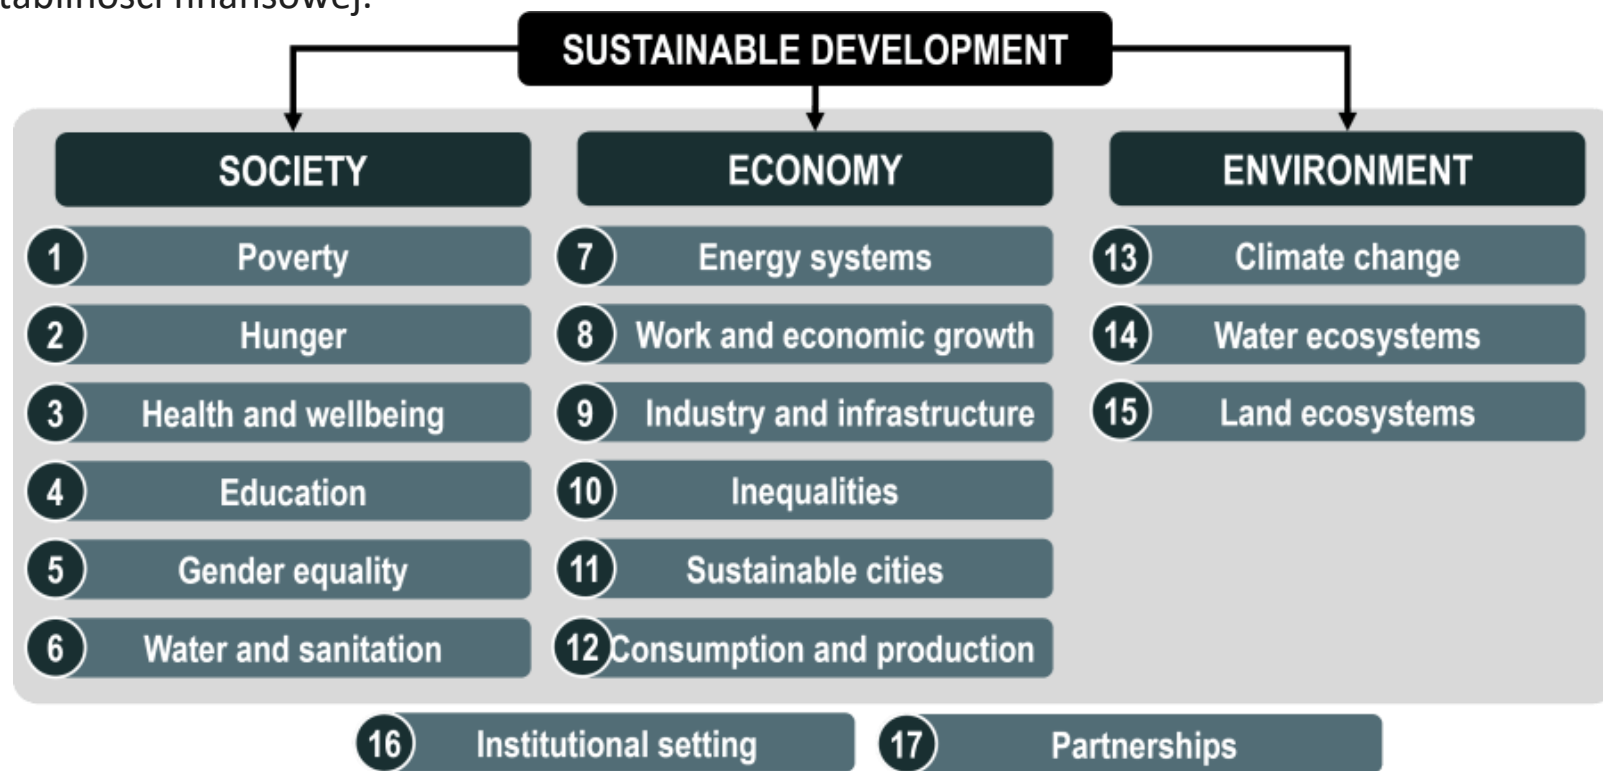 tabilności finansowej.
SUSTAINABLE DEVELOPMENT
SOCIETY
1 Poverty
2 Hunger
3 Health and wellbeing
4 Education
5 Gender equality
6 Water and sanitation
ECONOMY
7 Energy systems
8 Work and economic growth
9 Industry and infrastructure
10 Inequalities
11 Sustainable cities
12 Consumption and production
ENVIRONMENT
13 Climate change
14 Water ecosystems
15 Land ecosystems
16 Institutional setting
17 Partnerships